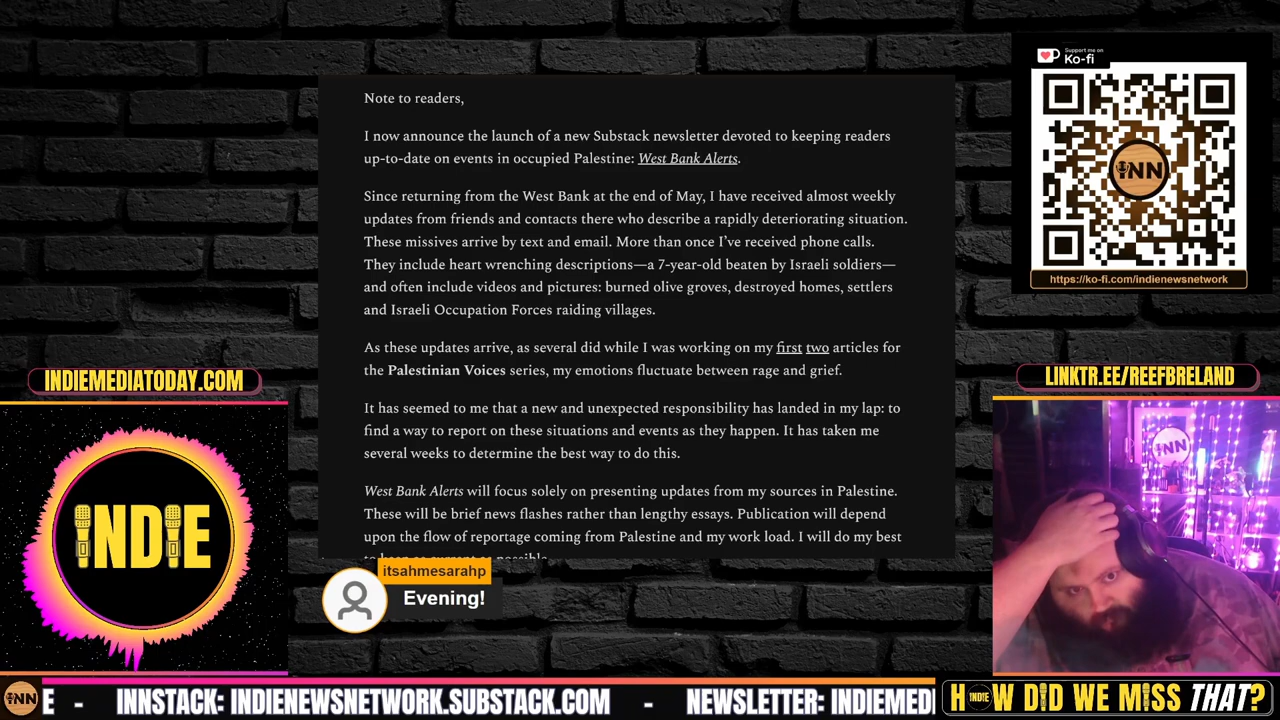 Note to readers,
I now announce the launch of a new Substack newsletter devoted to keeping readers
up-to-date on events in occupied Palestine: West Bank Alerts.
Since returning from the West Bank at the end of May, I have received almost weekly
updates from friends and contacts there who describe a rapidly deteriorating situation.
These missives arrive by text and email. More than once I've received phone calls.
They include heart wrenching descriptions—a 7-year-old beaten by Israeli soldiers—
and often include videos and pictures: burned olive groves, destroyed homes, settlers
and Israeli Occupation Forces raiding villages.
As these updates arrive, as several did while I was working on my first two articles for
the Palestinian Voices series, my emotions fluctuate between rage and grief.
It has seemed to me that a new and unexpected responsibility has landed in my lap: to
find a way to report on these situations and events as they happen. It has taken me
several weeks to determine the best way to do this.
West Bank Alerts will focus solely on presenting updates from my sources in Palestine.
These will be brief news flashes rather than lengthy essays. Publication will depend
upon the flow of reportage coming from Palestine and my work load. I will do my best
to keep as current as possible.
Support me on
Ko-fi
iNN
https://ko-fi.com/indienewsnetwork
INDIEMEDIATODAY.COM
LINKTR.EE/REEFBRELAND
INDIE
iNN
itsahmesarahp
Evening!
iNN
E - INNSTACK: INDIENEWSNETWORK.SUBSTACK.COM - NEWSLETTER: INDIEMEDI
HOW DID WE MISS THAT?